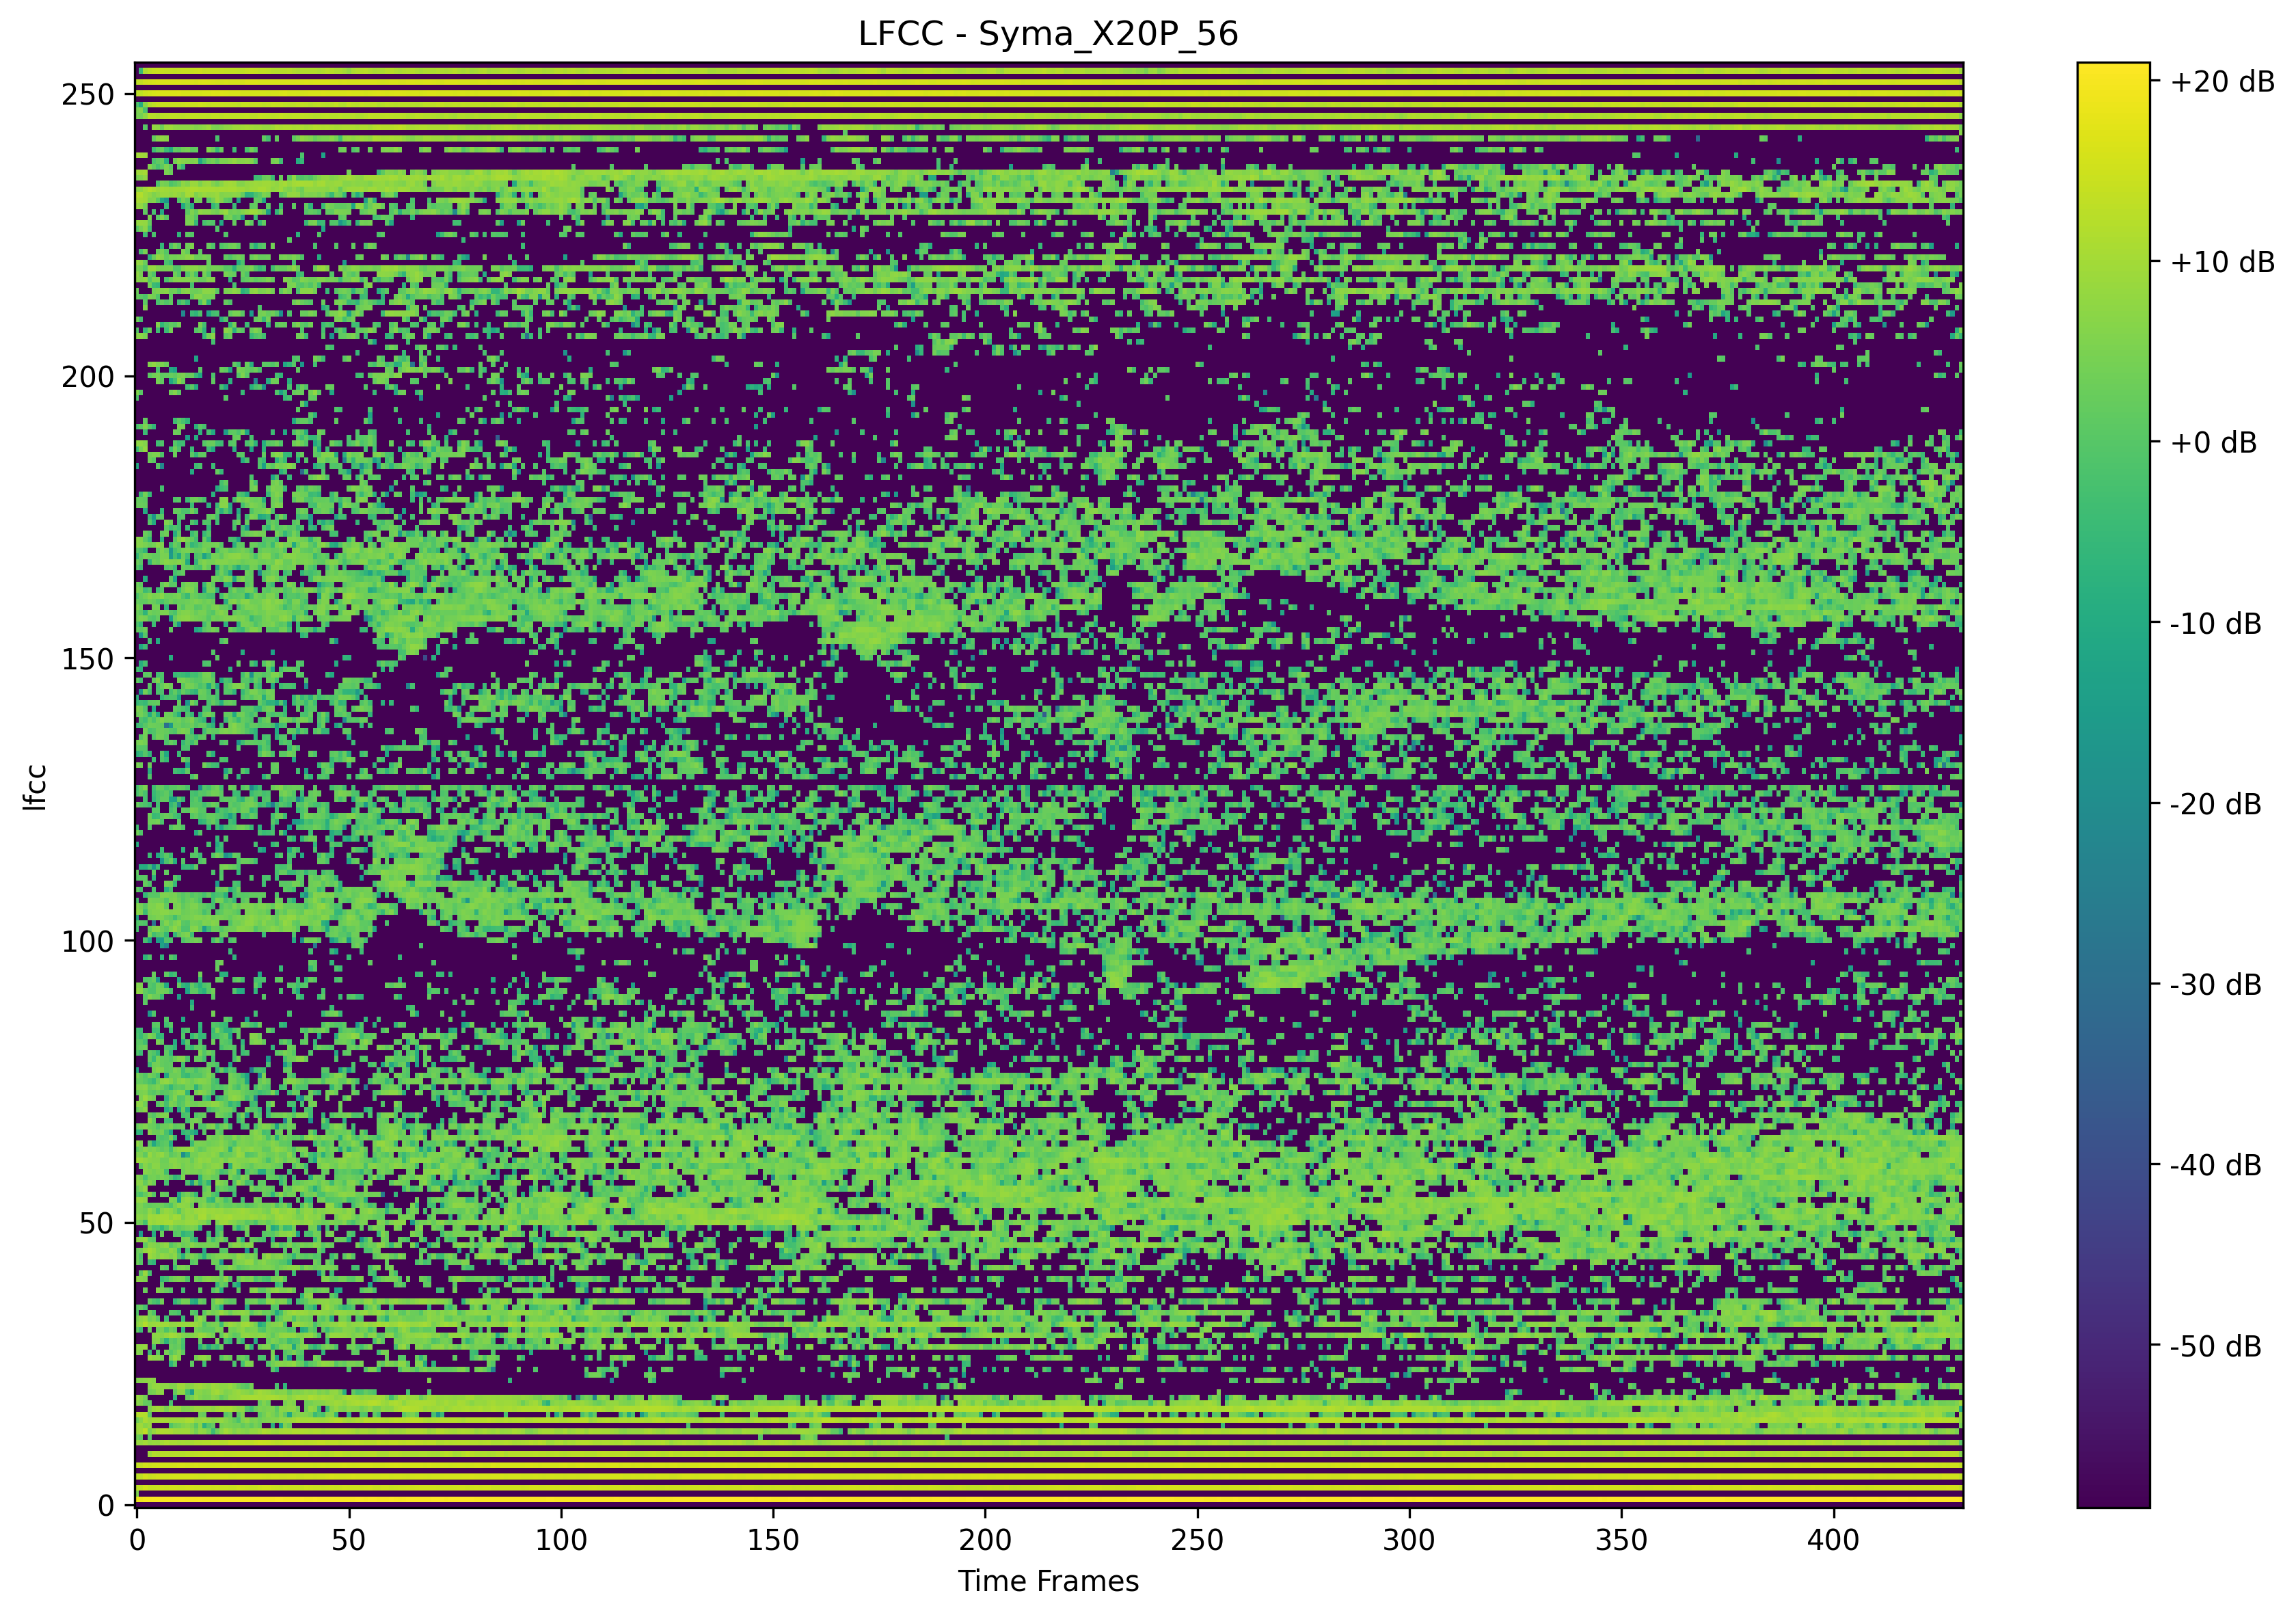 LFCC - Syma_X20P_56
250
200
150
100
50
0
lfcc
0 50 100 150 200 250 300 350 400
Time Frames
+20 dB
+10 dB
+0 dB
-10 dB
-20 dB
-30 dB
-40 dB
-50 dB